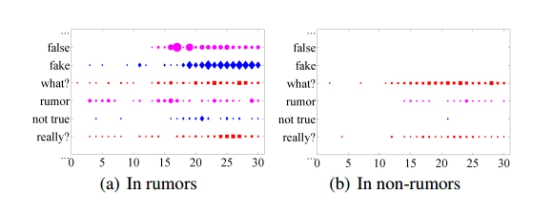 ...
false
fake
what?
rumor
not true
really?
...
0 5 10 15 20 25 30
(a) In rumors
...
false
fake
what?
rumor
not true
really?
...
0 5 10 15 20 25 30
(b) In non-rumors